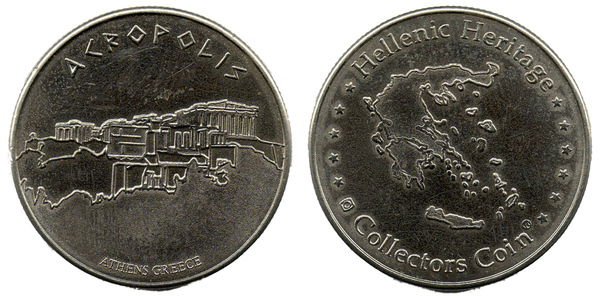 ACROPOLIS
ATHENS GREECE
Hellenic Heritage
Collectors Coin®